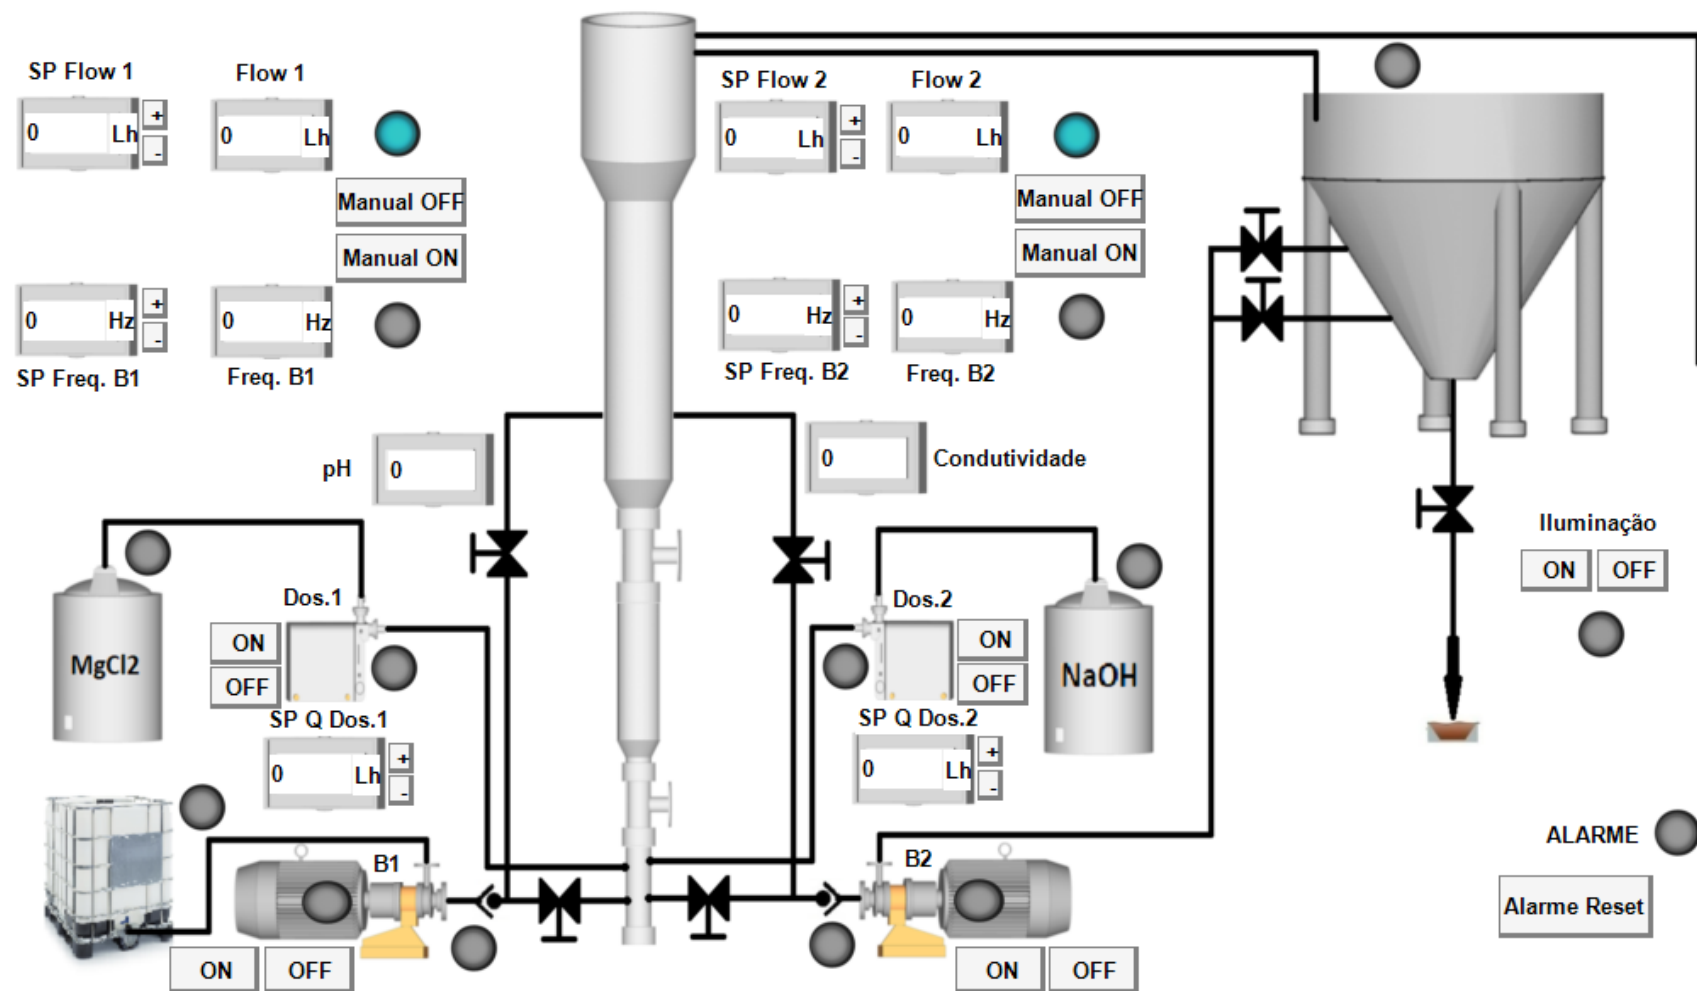 SP Flow 1
Flow 1
SP Flow 2
Flow 2
0 Lh
+
-
0 Lh
0 Lh
+
-
0 Lh
Manual OFF
Manual OFF
Manual ON
Manual ON
0 Hz
+
-
0 Hz
0 Hz
+
-
0 Hz
SP Freq. B1
Freq. B1
SP Freq. B2
Freq. B2
pH
0
0
Condutividade
Iluminação
ON
OFF
Dos.1
Dos.2
ON
OFF
ON
OFF
MgCl2
NaOH
SP Q Dos.1
SP Q Dos.2
0 Lh
+
-
0 Lh
+
-
ALARME
B1
B2
Alarme Reset
ON
OFF
ON
OFF